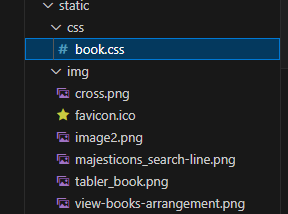 static
css
# book.css
img
cross.png
favicon.ico
image2.png
majesticons_search-line.png
tabler_book.png
view-books-arrangement.png